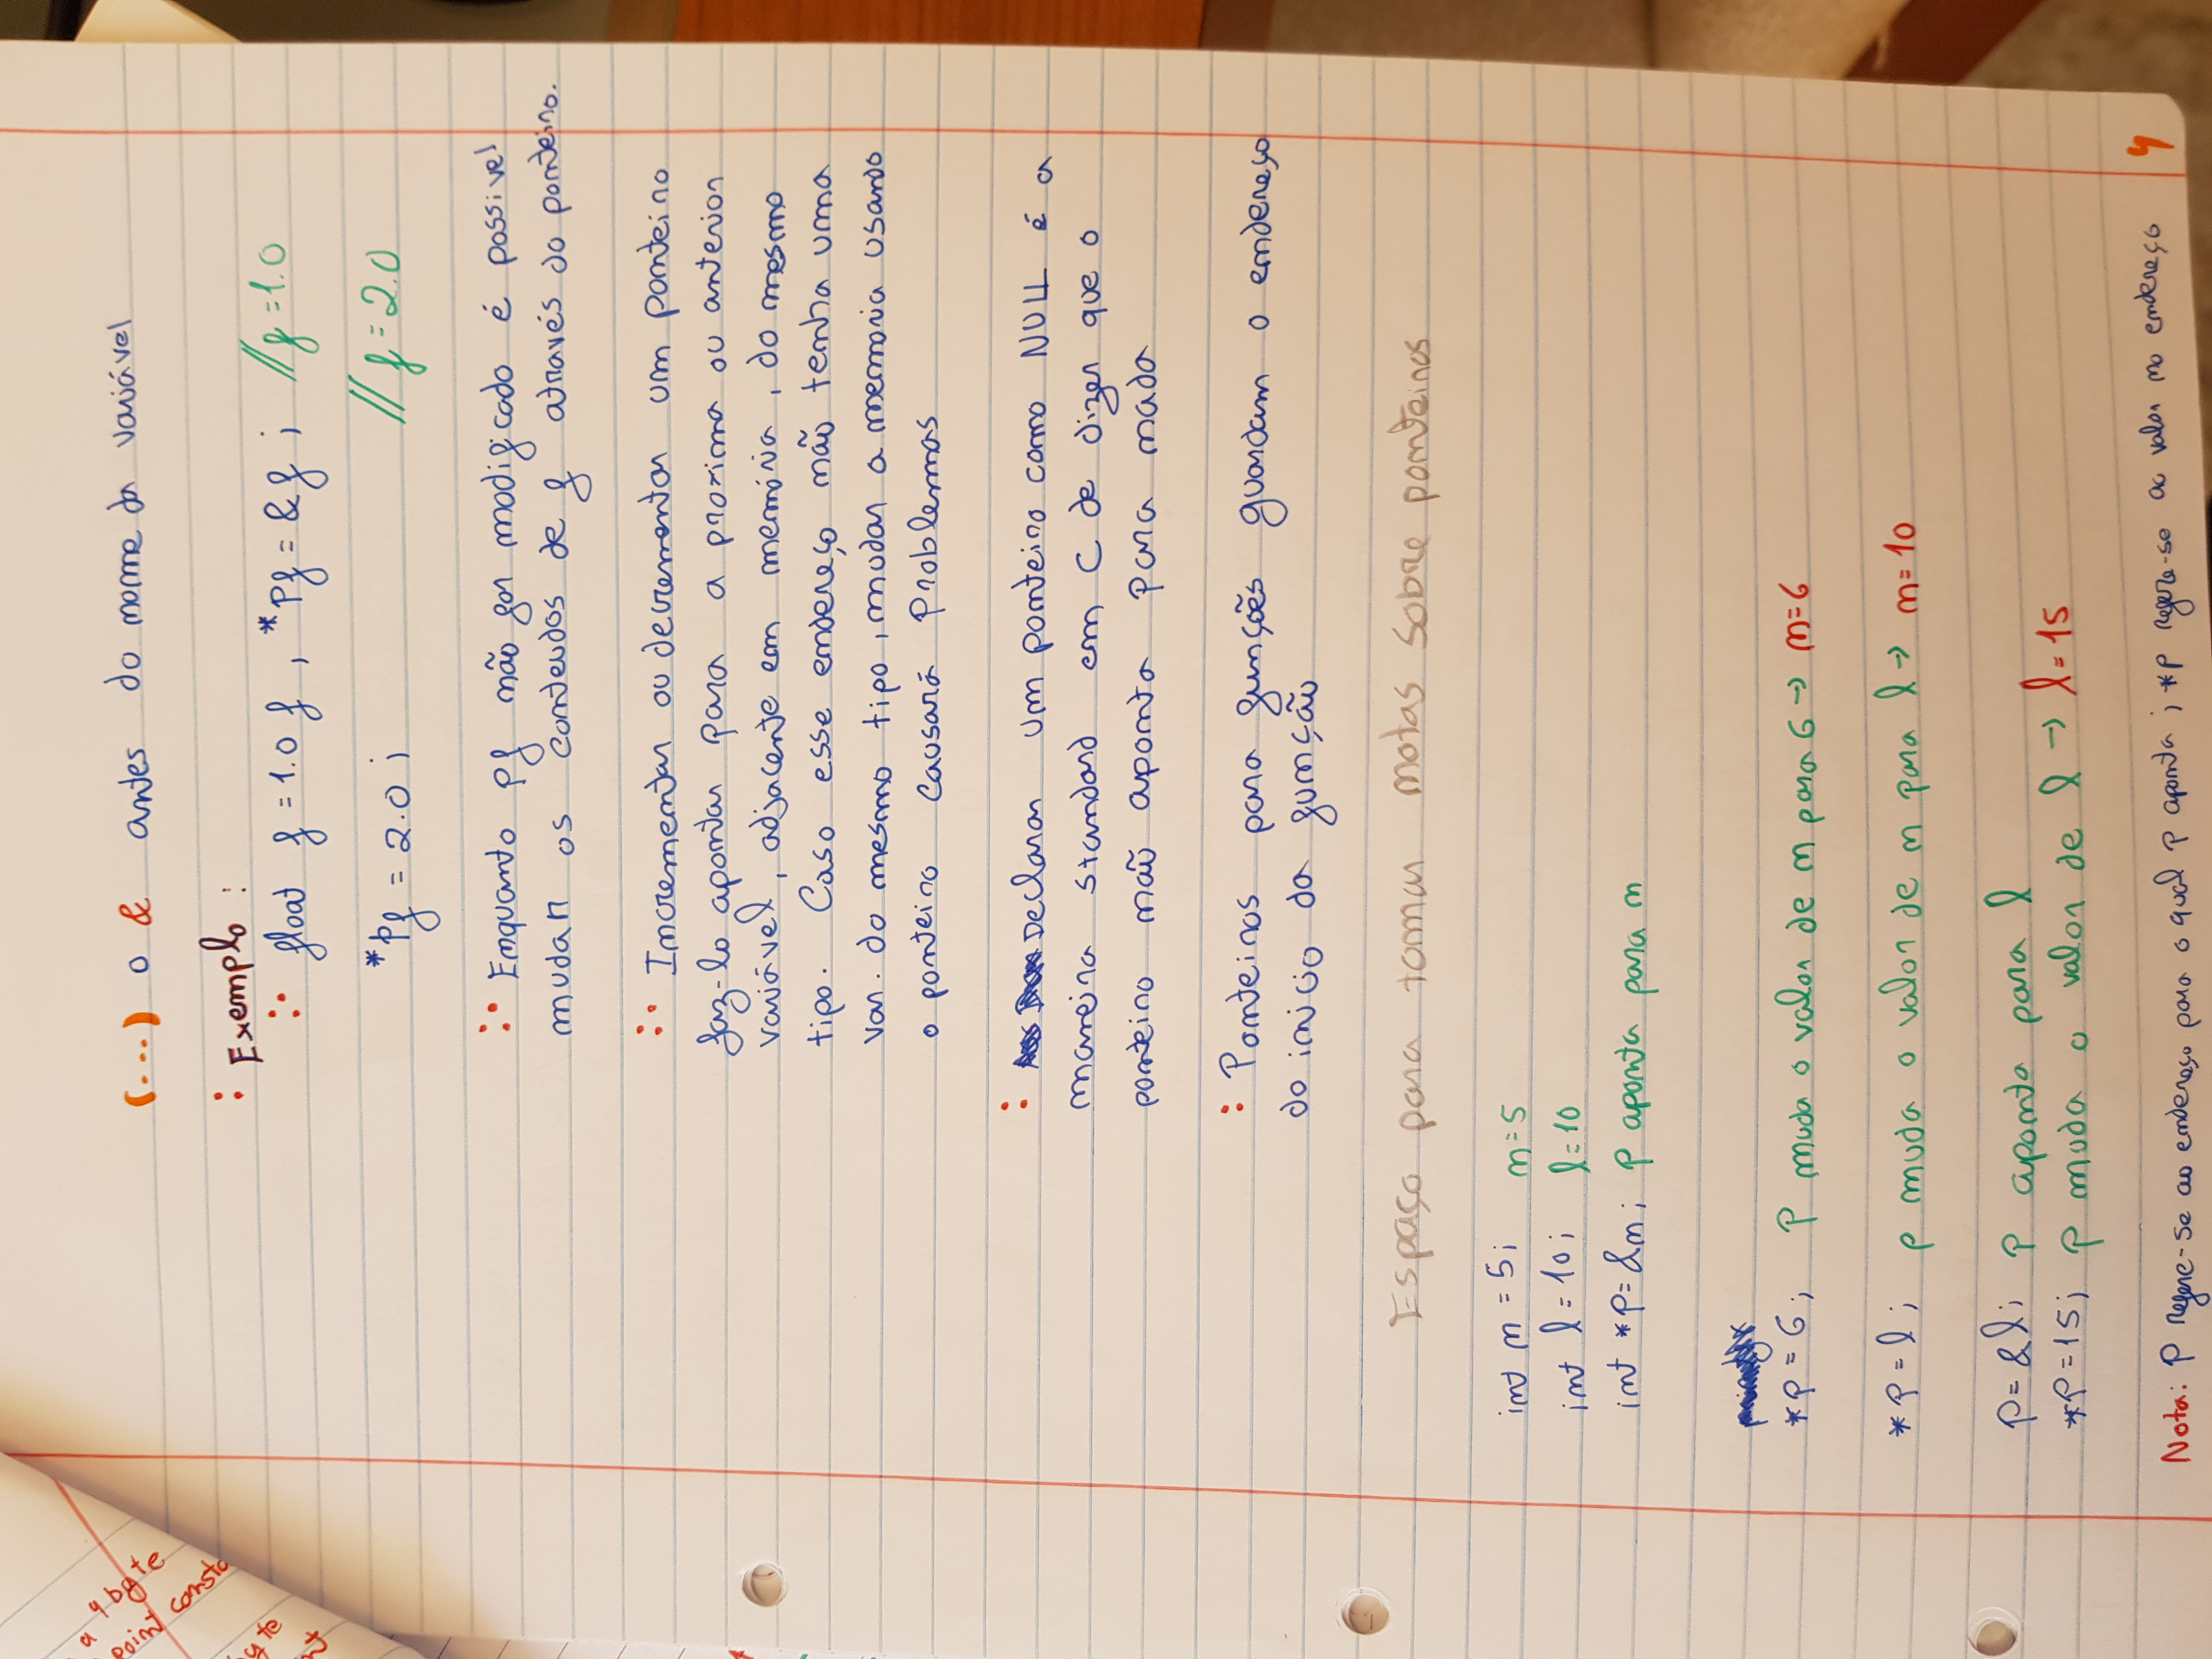 a 4byte
point consta
yte
nt
(...) o & antes do nome da variável
: Exemplo :
float f = 1.0 f , *pf = &f ; //f = 1.0
*pf = 2.0 ; // f = 2.0
Enquanto pf não for modificado é possivel
mudar os conteudos de f através do ponteiro.
Incrementar ou decrementar um ponteiro
faz-lo apontar para a proxima ou anterior
variável, adjacente em memória, do mesmo
tipo. Caso esse endereço não tenha uma
var. do mesmo tipo, mudar a memoria usando
o ponteiro causará problemas
: Declarar um ponteiro como NULL é a
maneira standard em C de dizer que o
ponteiro não aponta para nada
: Ponteiros para funções guardam o endereço
do inicio da função
Espaço para tomar notas sobre ponteiros
int n = 5; n=5
int l = 10; l=10
int *p=&n; p aponta para n
*p = 6; P muda o valor de n para 6 → n=6
*p = l; p muda o valor de n para l → n=10
p=&l; p aponta para l
*p=15; p muda o valor de l → l=15
Nota: P refere-se ao endereço para o qual p aponta ; *p refere-se ao valor no endereço
4